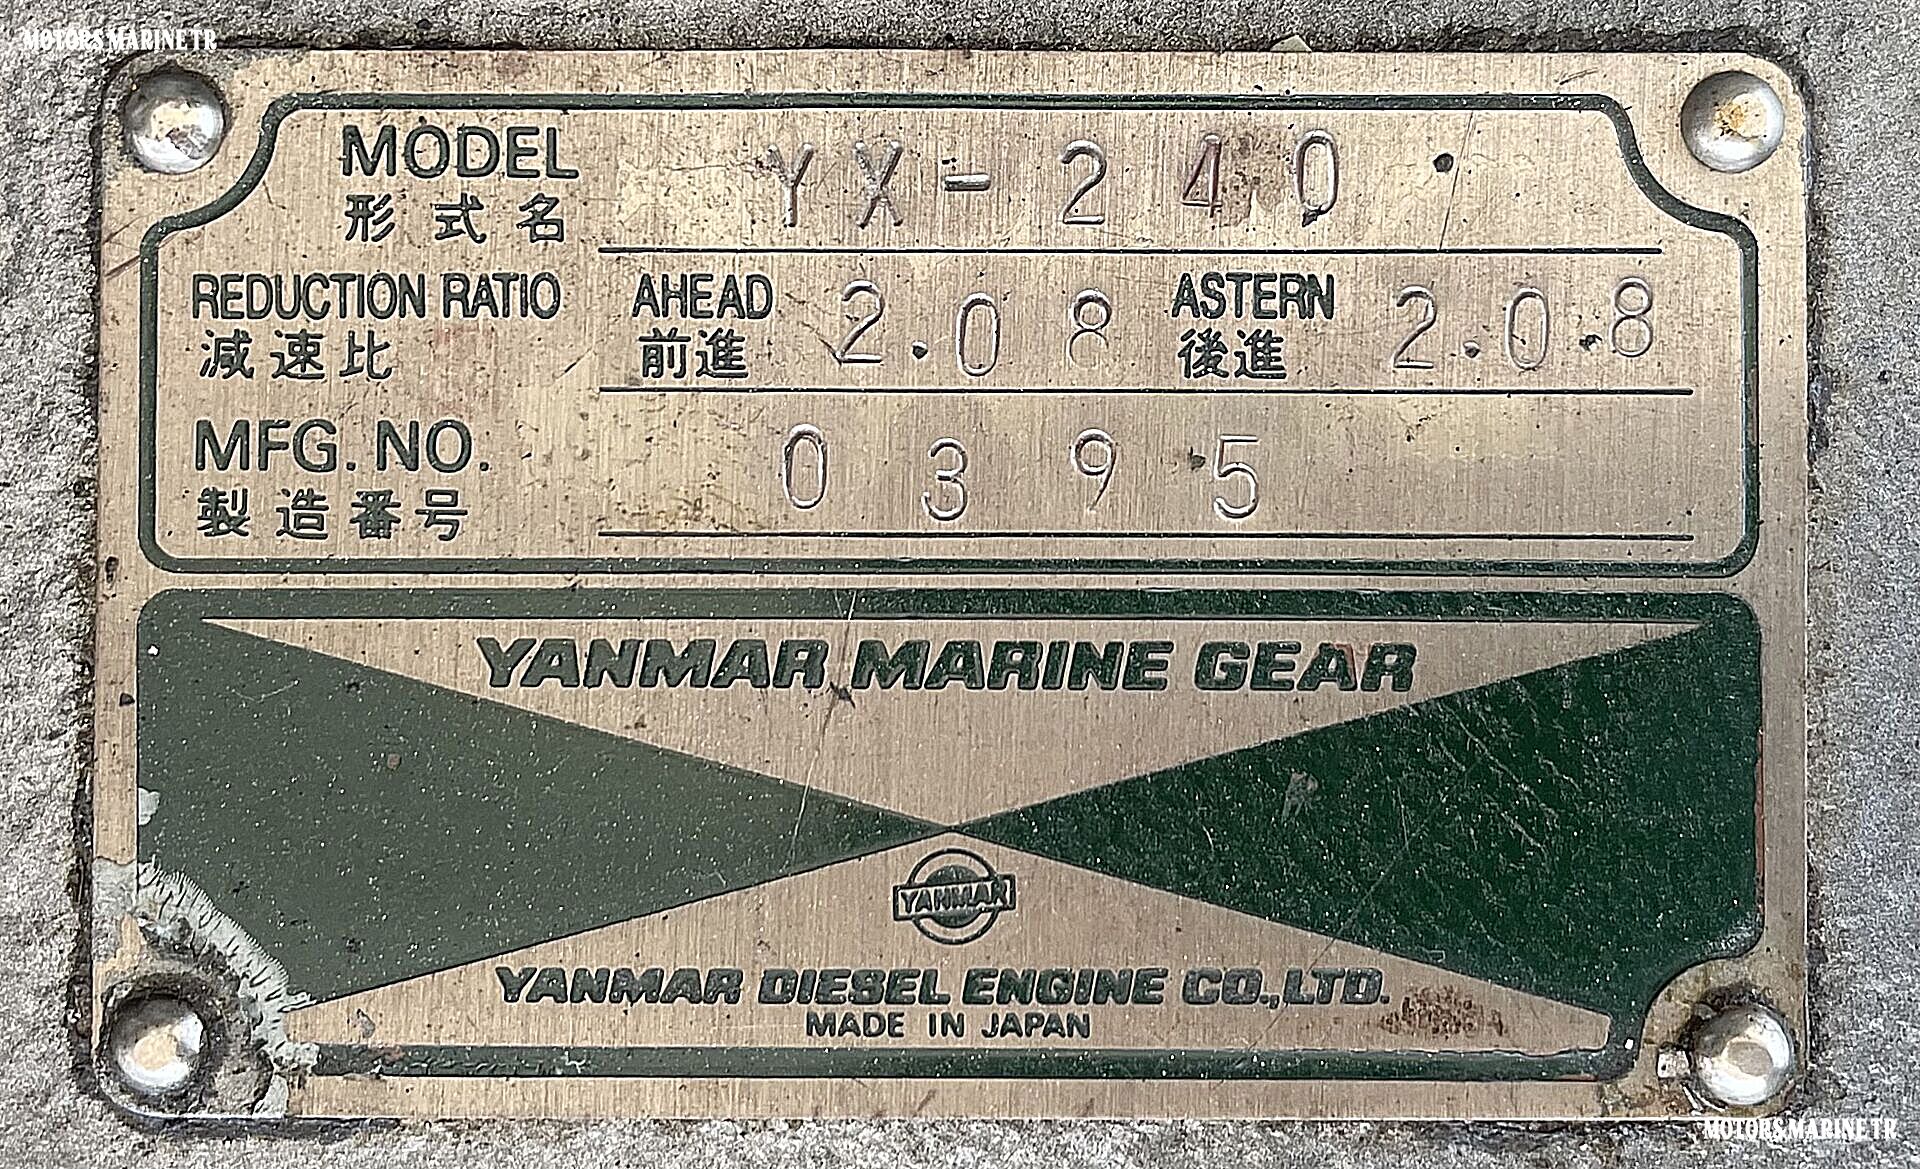 MOTORS MARINE TR
MODEL YX-240
形式名
REDUCTION RATIO AHEAD 2.08 ASTERN 2.08
減速比 前進 後進
MFG. NO. 0395
製造番号
YANMAR MARINE GEAR
YANMAR
YANMAR DIESEL ENGINE CO.,LTD.
MADE IN JAPAN
MOTORS MARINE TR